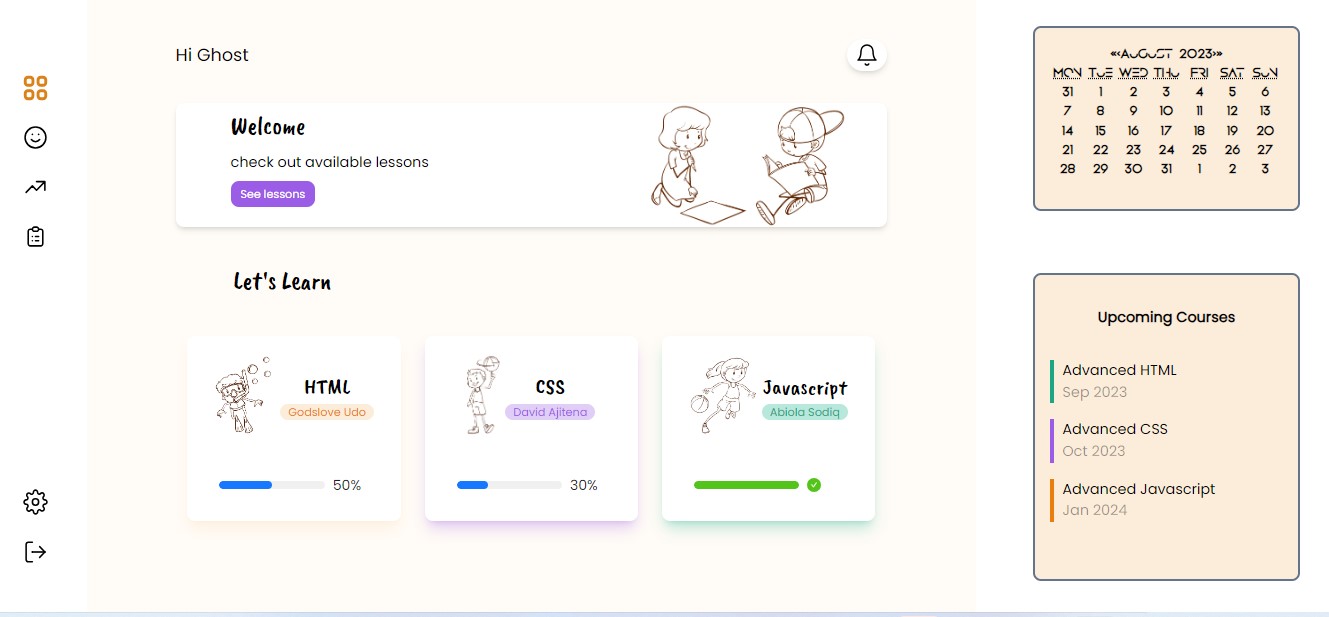 Hi Ghost
Welcome
check out available lessons
See lessons
Let's Learn
HTML
Godslove Udo
50%
CSS
David Ajitena
30%
Javascript
Abiola Sodiq
«‹August 2023›»
MON TUE WED THU FRI SAT SUN
31 1 2 3 4 5 6
7 8 9 10 11 12 13
14 15 16 17 18 19 20
21 22 23 24 25 26 27
28 29 30 31 1 2 3
Upcoming Courses
Advanced HTML
Sep 2023
Advanced CSS
Oct 2023
Advanced Javascript
Jan 2024